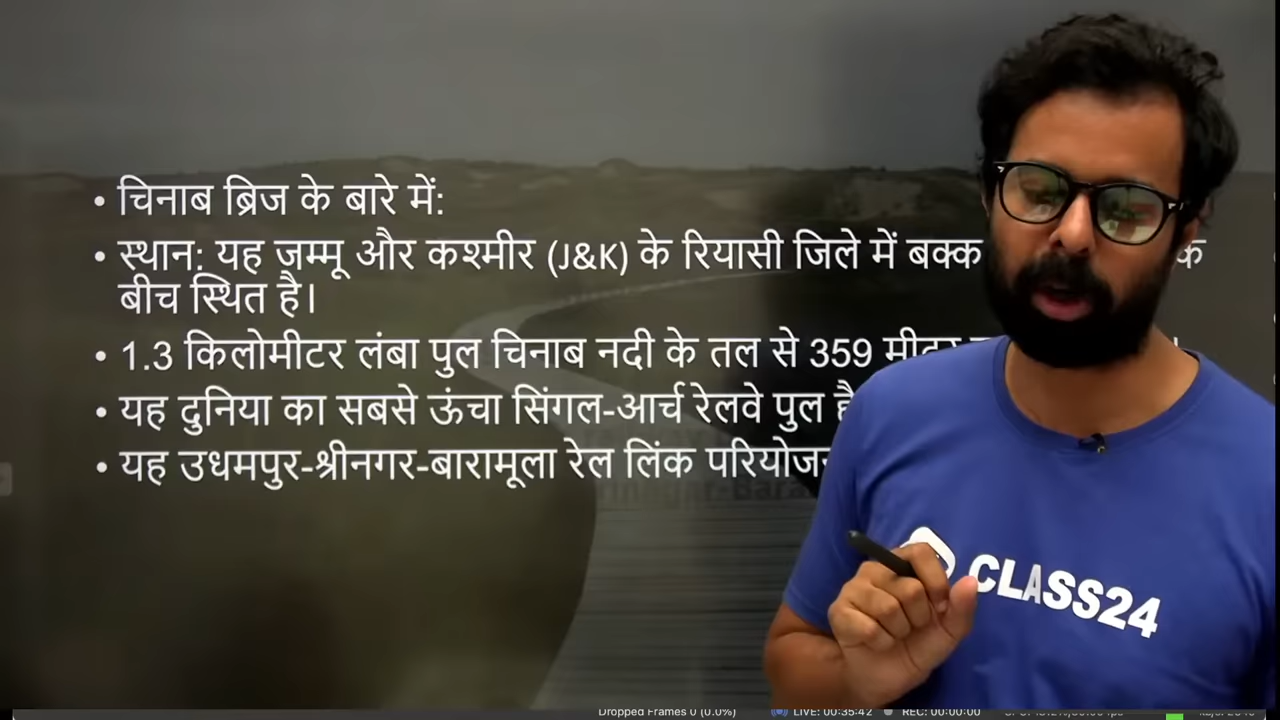 • चिनाब ब्रिज के बारे में:
• स्थान: यह जम्मू और कश्मीर (J&K) के रियासी जिले में बक्क
बीच स्थित है।
• 1.3 किलोमीटर लंबा पुल चिनाब नदी के तल से 359 मीटर
• यह दुनिया का सबसे ऊंचा सिंगल-आर्च रेलवे पुल है
• यह उधमपुर-श्रीनगर-बारामूला रेल लिंक
CLASS24
Dropped Frames 0 (0.0%) LIVE: 00:35:42 REC: 00:00:00